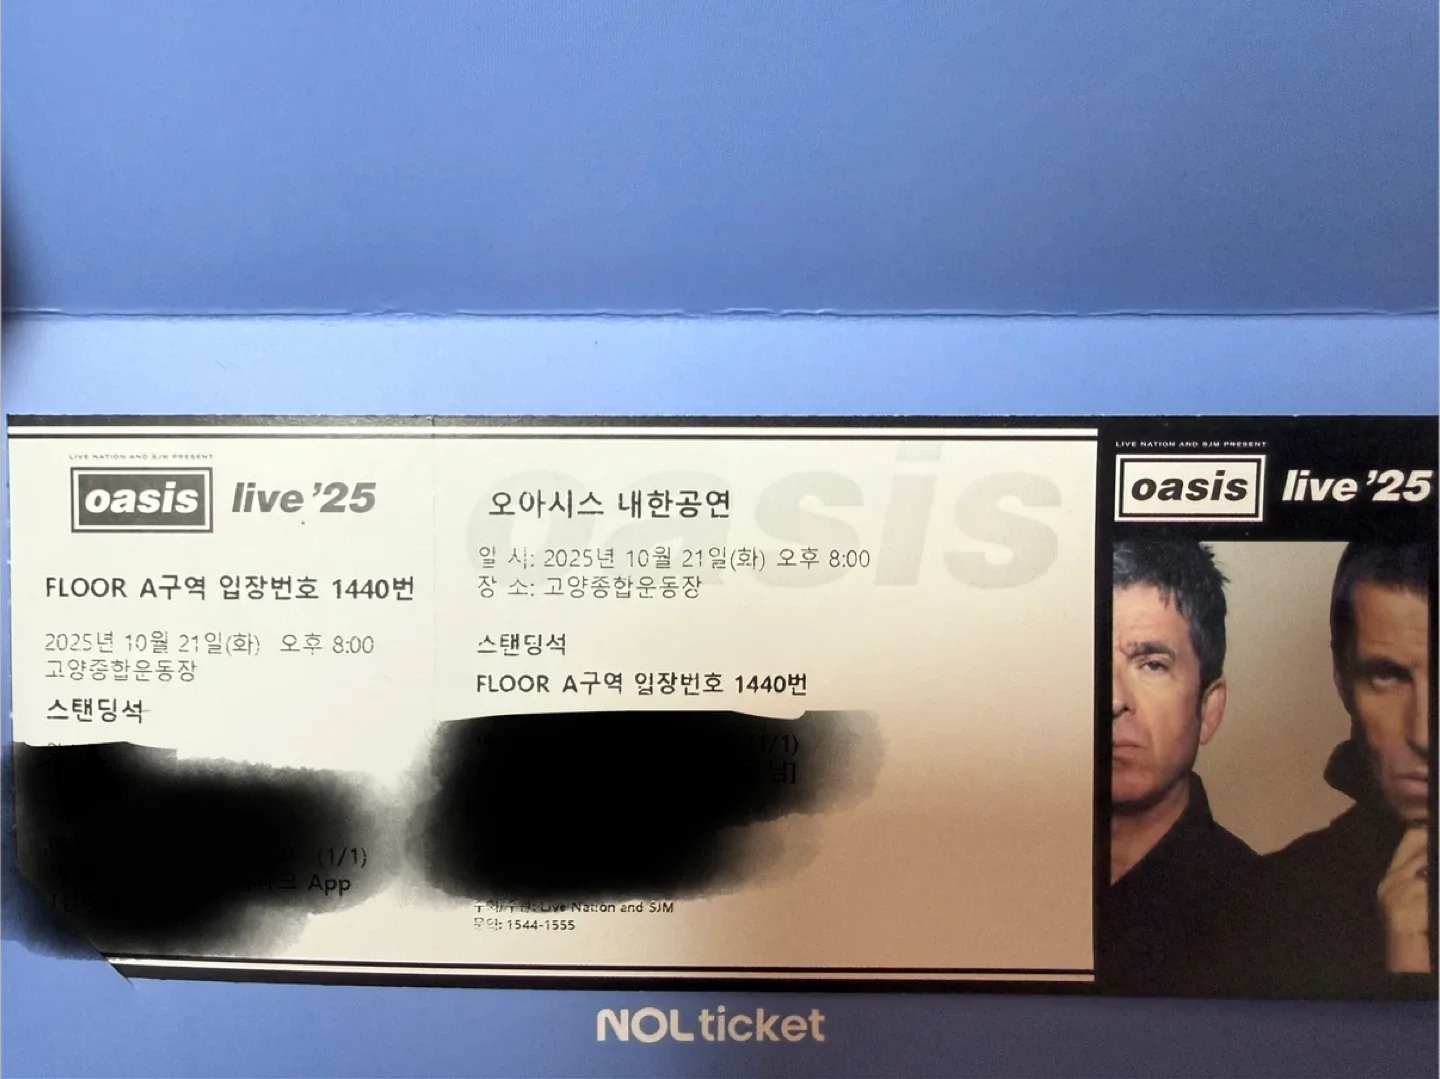 LIVE NATION AND SJM PRESENT
oasis live '25
FLOOR A구역 입장번호 1440번
2025년 10월 21일(화) 오후 8:00
고양종합운동장
스탠딩석
(1/1)
App
oasis
오아시스 내한공연
일 시: 2025년 10월 21일(화) 오후 8:00
장 소: 고양종합운동장
스탠딩석
FLOOR A구역 입장번호 1440번
(1/1)
님]
Live Nation and SJM
문의: 1544-1555
LIVE NATION AND SJM PRESENT
oasis live '25
NOL ticket